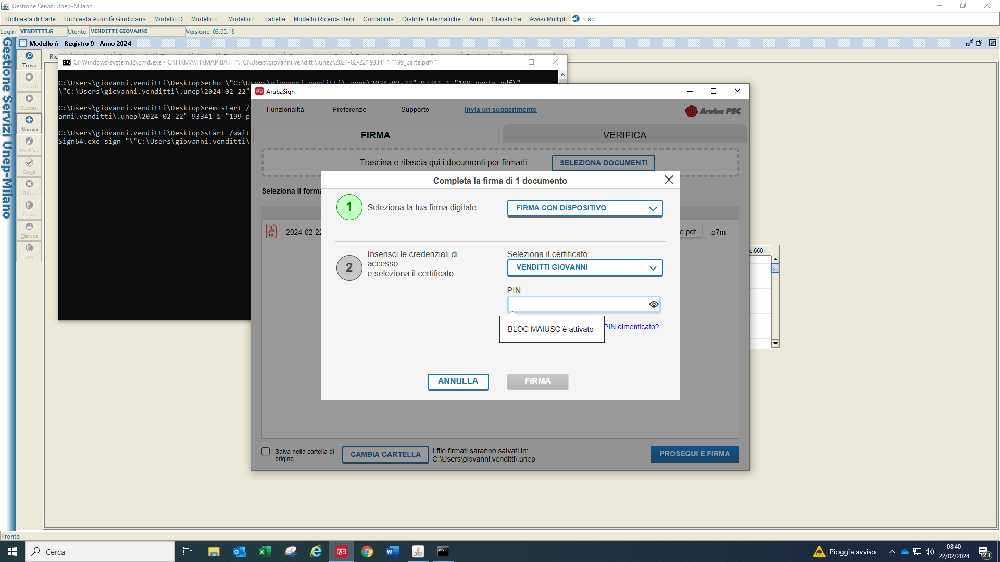 Gestione Servizi Unep-Milano
Richiesta di Parte Richiesta Autorità Giudiziaria Modello D Modello E Modello F Tabelle Modello Ricerca Beni Contabilita Distinte Telematiche Aiuto Statistiche Avvisi Multipli Esci
Login VENDITTI.G Utente VENDITTI GIOVANNI Versione: 03.05.13
Modello A - Registro 9 - Anno 2024
Gestione Servizi Unep-Milano
Trova
Preced.
Succes.
Nuovo
Modifica
Salva
Abba...
Copia
Stampa
F11
Ric
C:\Windows\system32\cmd.exe - C:\FIRMA\FIRMAP.BAT "\"C:\Users\giovanni.venditti\.unep\2024-02-22" 93341 1 "199_parte.pdf\""
C:\Users\giovanni.venditti\Desktop>echo \"C:\Users\giovanni.venditti\.unep\2024-02-22" 93341 1 "199_parte.pdf\"
\"C:\Users\giovanni.venditti\.unep\2024-02-22"
C:\Users\giovanni.venditti\Desktop>rem start /
anni.venditti\.unep\2024-02-22" 93341 1 "199_p
C:\Users\giovanni.venditti\Desktop>start /wait
Sign64.exe sign "\"C:\Users\giovanni.venditti\
ArubaSign
Funzionalità Preferenze Supporto Invia un suggerimento Aruba PEC
FIRMA VERIFICA
Trascina e rilascia qui i documenti per firmarli SELEZIONA DOCUMENTI
Seleziona il forma
2024-02-22 e.pdf .p7m
Completa la firma di 1 documento
1 Seleziona la tua firma digitale FIRMA CON DISPOSITIVO
2 Inserisci le credenziali di
accesso
e seleziona il certificato
Seleziona il certificato:
VENDITTI GIOVANNI
PIN
BLOC MAIUSC è attivato
PIN dimenticato?
ANNULLA FIRMA
Salva nella cartella di
origine
CAMBIA CARTELLA
I file firmati saranno salvati in:
C:\Users\giovanni.venditti\.unep
PROSEGUI E FIRMA
c.660
Pronto
Cerca
Pioggia avviso
08:40
22/02/2024
23